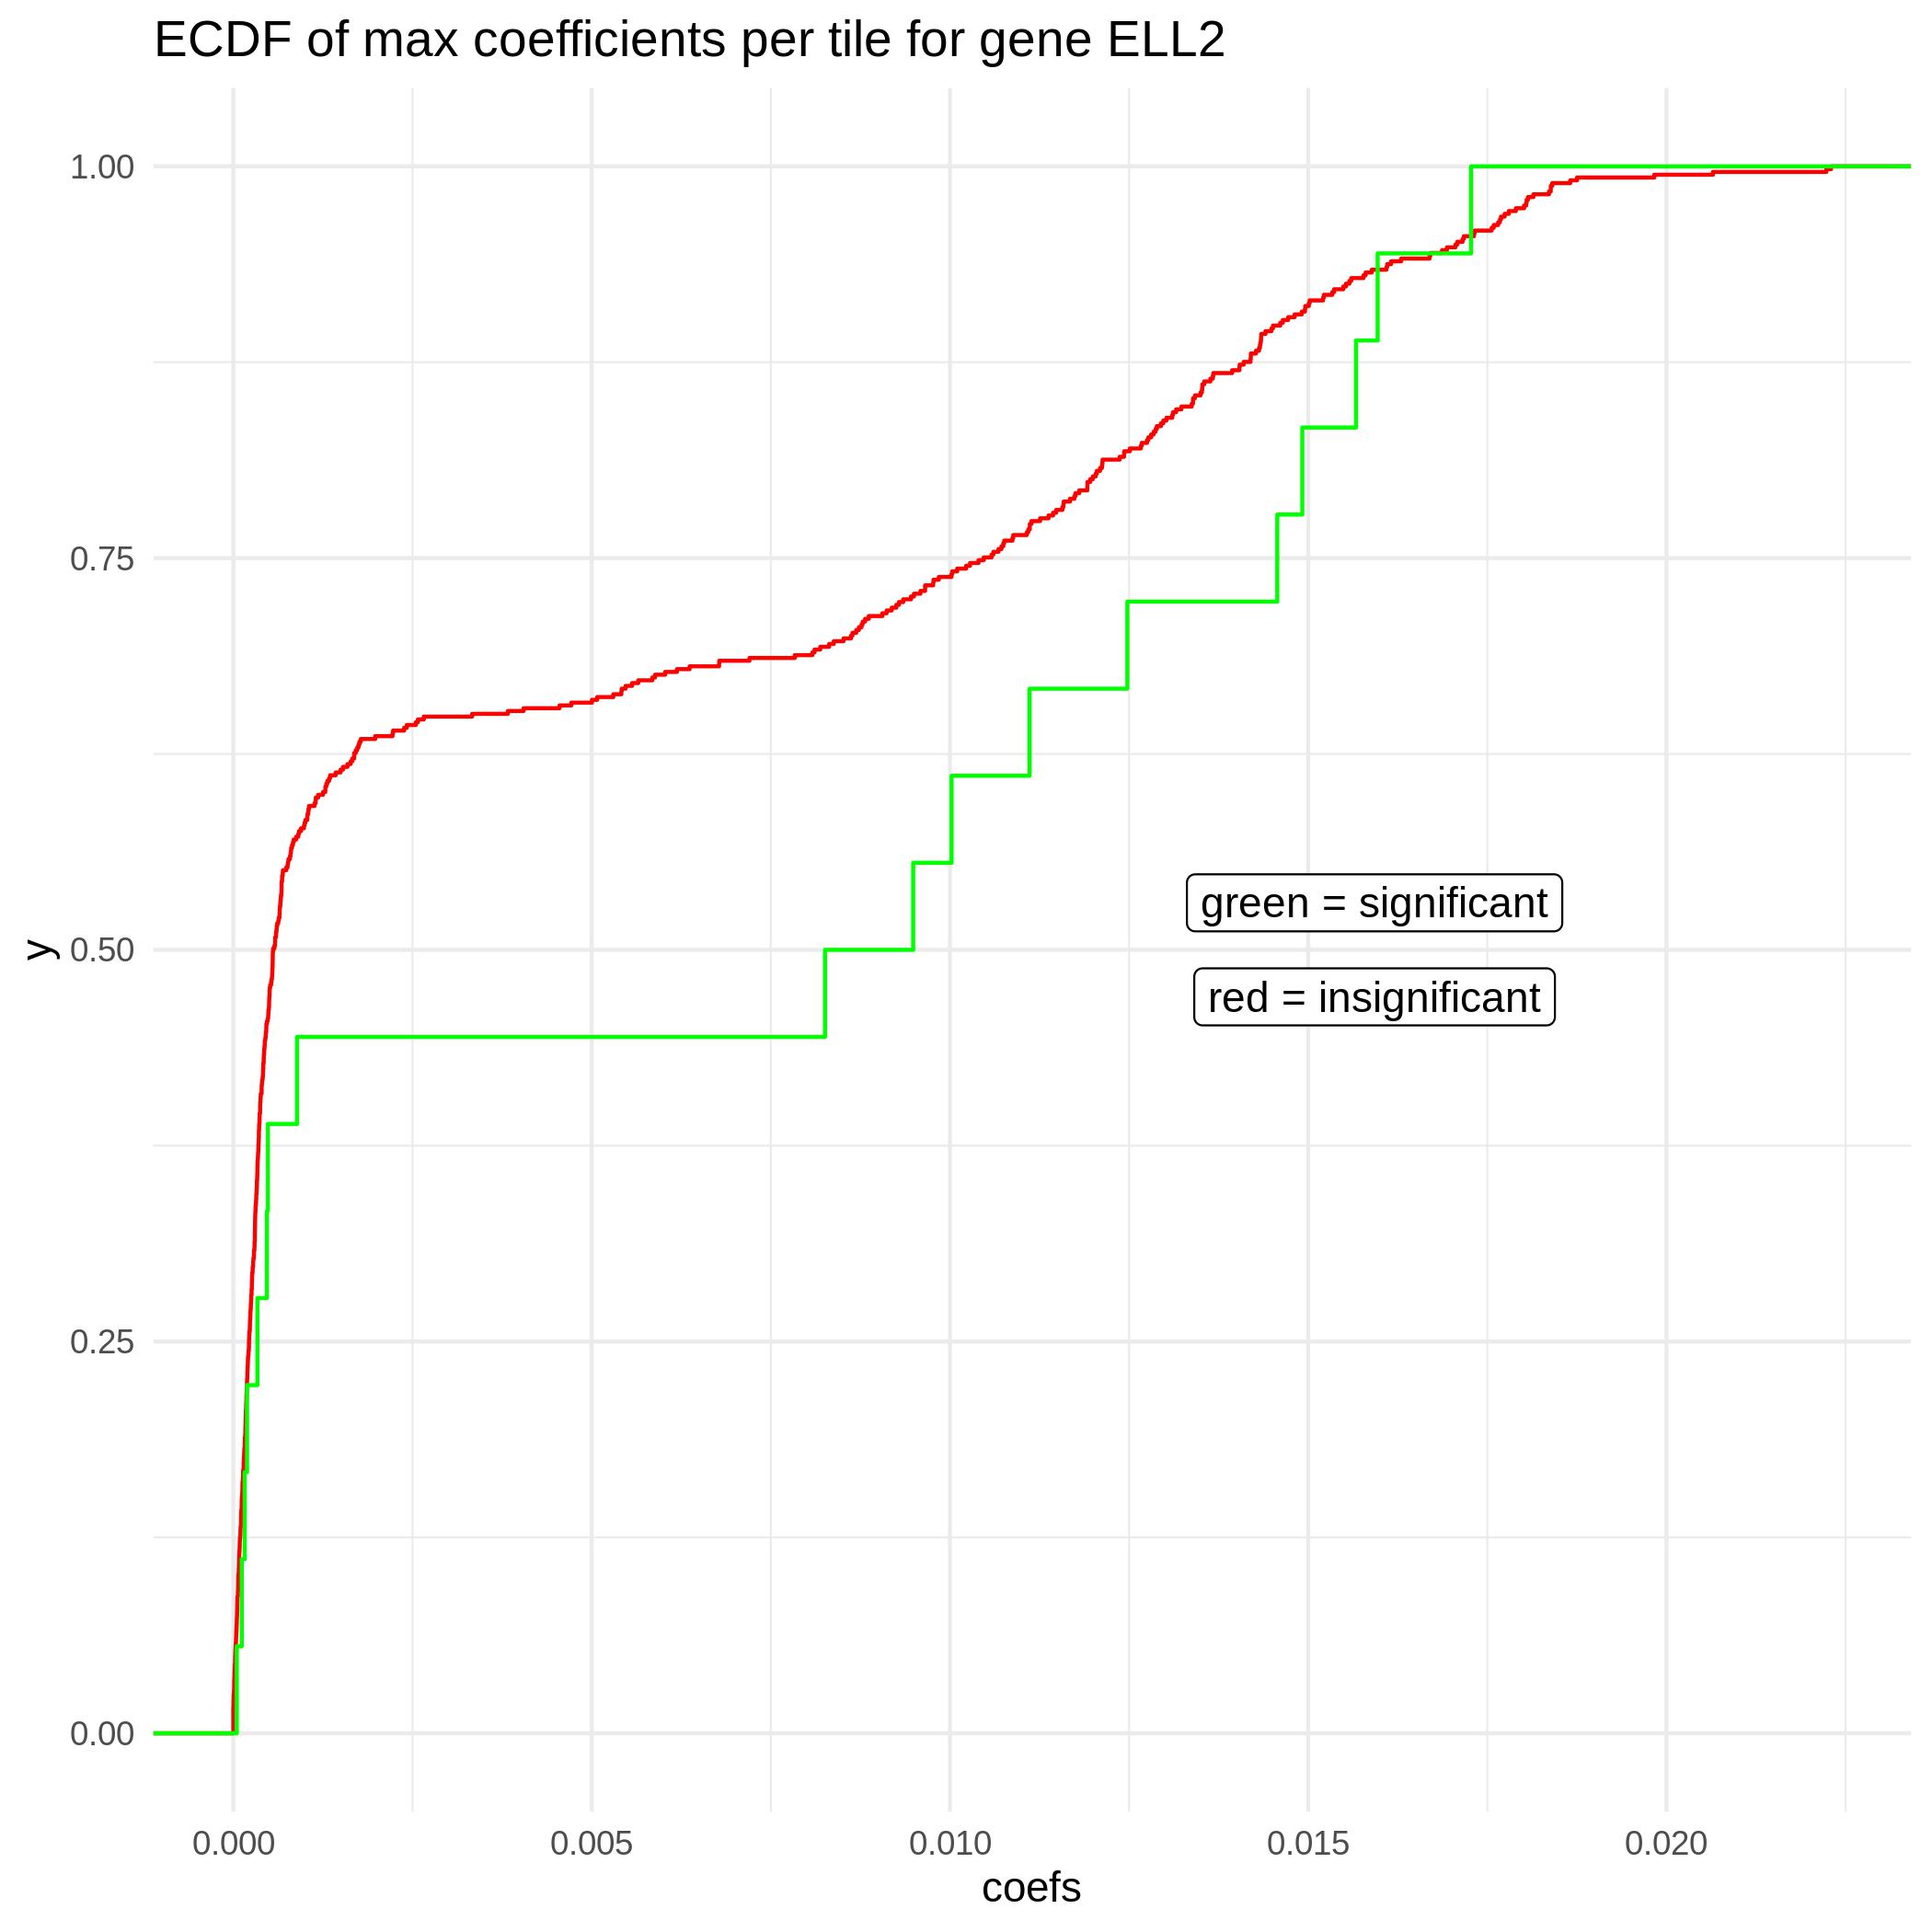 ECDF of max coefficients per tile for gene ELL2
1.00
0.75
0.50
0.25
0.00
y
green = significant
red = insignificant
0.000 0.005 0.010 0.015 0.020
coefs